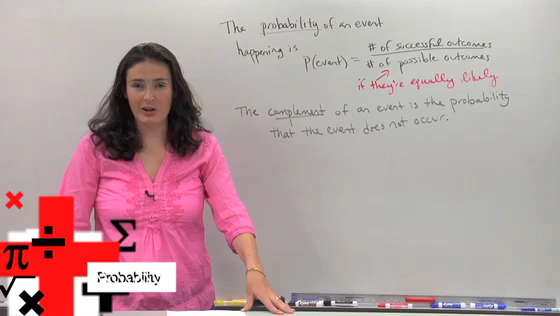 The probability of an event
happening is P(event) = # of successful outcomes
# of possible outcomes
if they're equally likely
The complement of an event is the probability
that the event does not occur.
× Σ
π ÷
Probability
√ ×